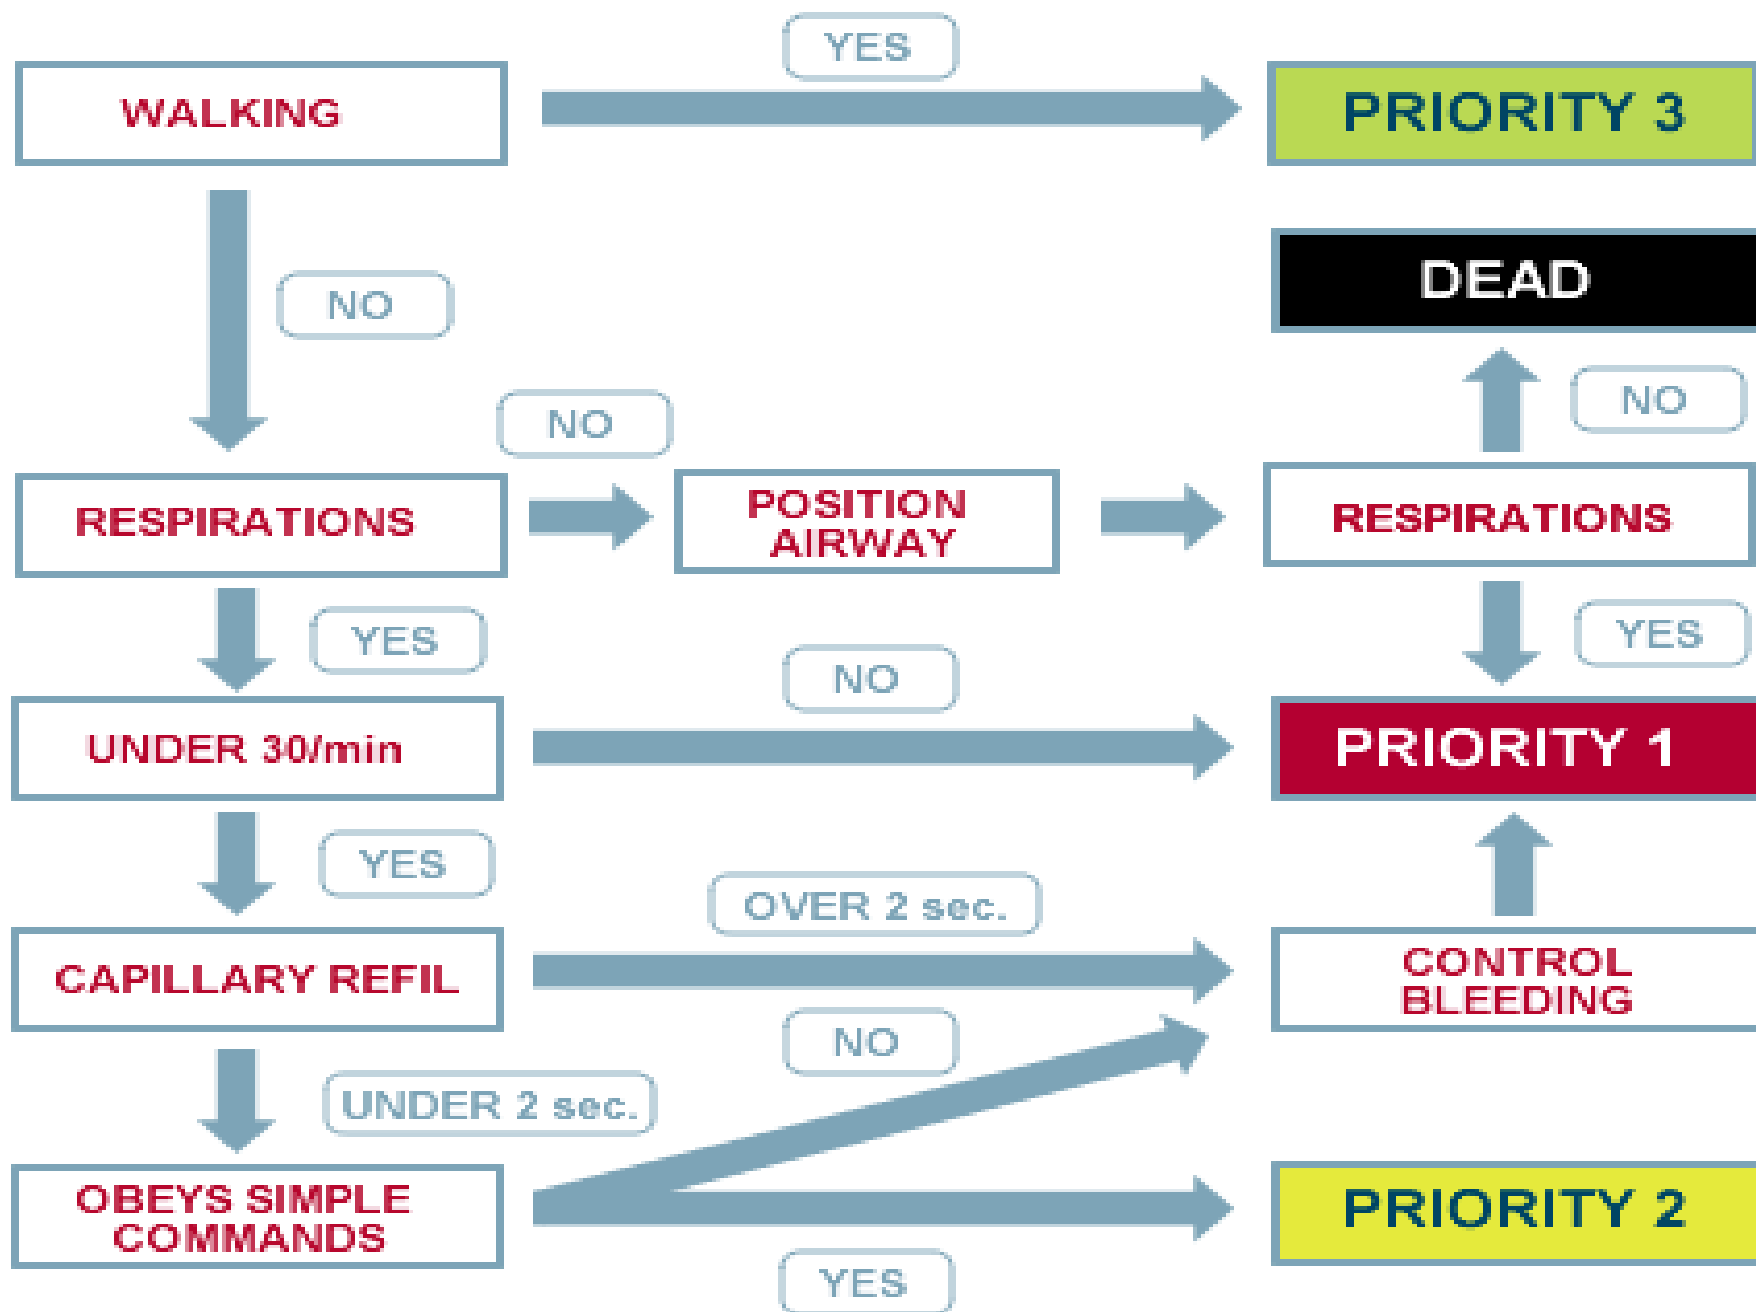 YES
WALKING
PRIORITY 3
DEAD
NO
NO
NO
RESPIRATIONS
POSITION
AIRWAY
RESPIRATIONS
YES
YES
NO
UNDER 30/min
PRIORITY 1
YES
OVER 2 sec.
CAPILLARY REFIL
CONTROL
BLEEDING
NO
UNDER 2 sec.
OBEYS SIMPLE
COMMANDS
PRIORITY 2
YES